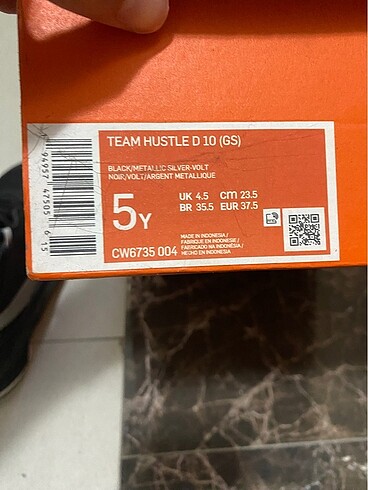 TEAM HUSTLE D 10 (GS)
BLACK/METALLIC SILVER-VOLT
NOIR/VOLT/ARGENT METALLIQUE
5Y
UK 4.5 cm 23.5
BR 35.5 EUR 37.5
CW6735 004
MADE IN INDONESIA /
FABRIQUE EN INDONESIE /
FABRICADO NA INDONÉSIA /
HECHO EN INDONESIA